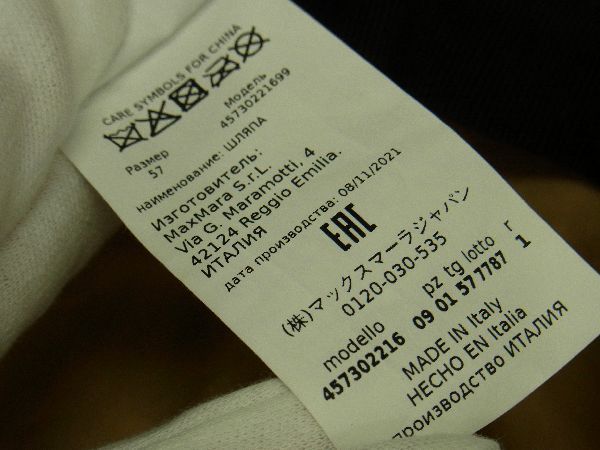 CARE SYMBOLS FOR CHINA
Размер
57
Модель
45730221699
наименование: ШЛЯПА
Изготовитель:
MaxMara S.r.L.
Via G. Maramotti, 4
42124 Reggio Emilia.
ИТАЛИЯ
дата производства: 08/11/2021
EAC
(株)マックスマーラジャパン
0120-030-535
modello pz tg lotto r
457302216 09 01 577787 1
MADE IN Italy
HECHO EN Italia
производство ИТАЛИЯ